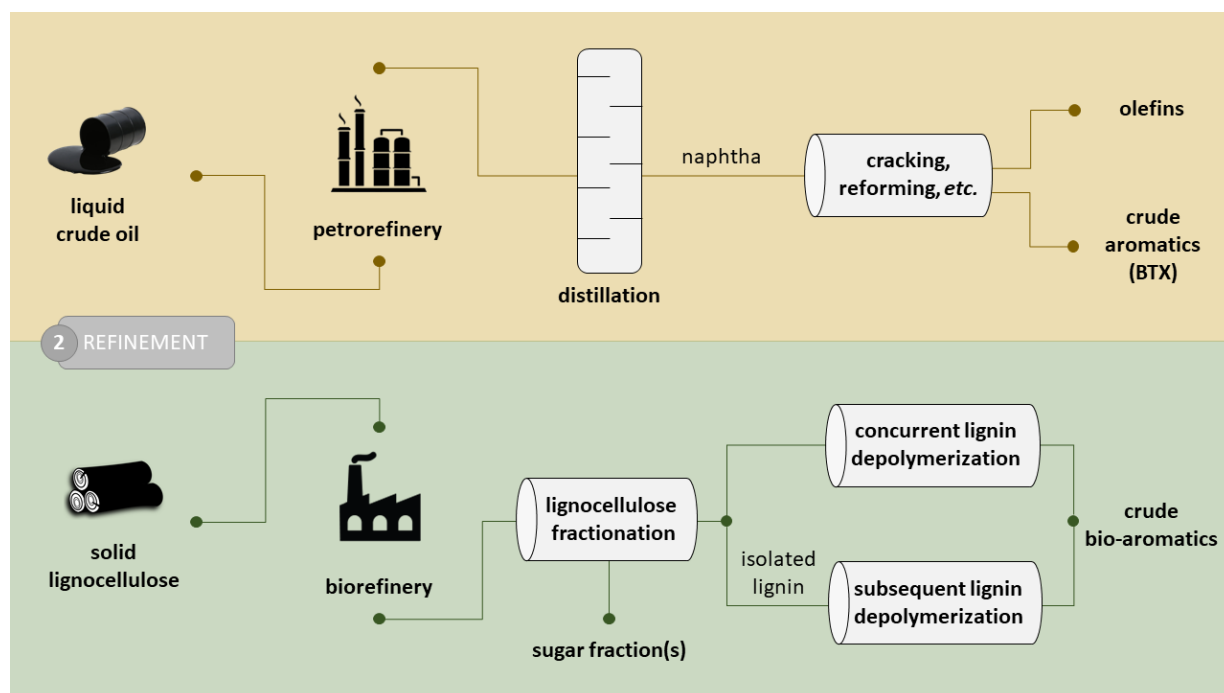 liquid
crude oil
petrorefinery
distillation
naphtha
cracking,
reforming, etc.
olefins
crude
aromatics
(BTX)
2 REFINEMENT
solid
lignocellulose
biorefinery
lignocellulose
fractionation
sugar fraction(s)
isolated
lignin
concurrent lignin
depolymerization
subsequent lignin
depolymerization
crude
bio-aromatics